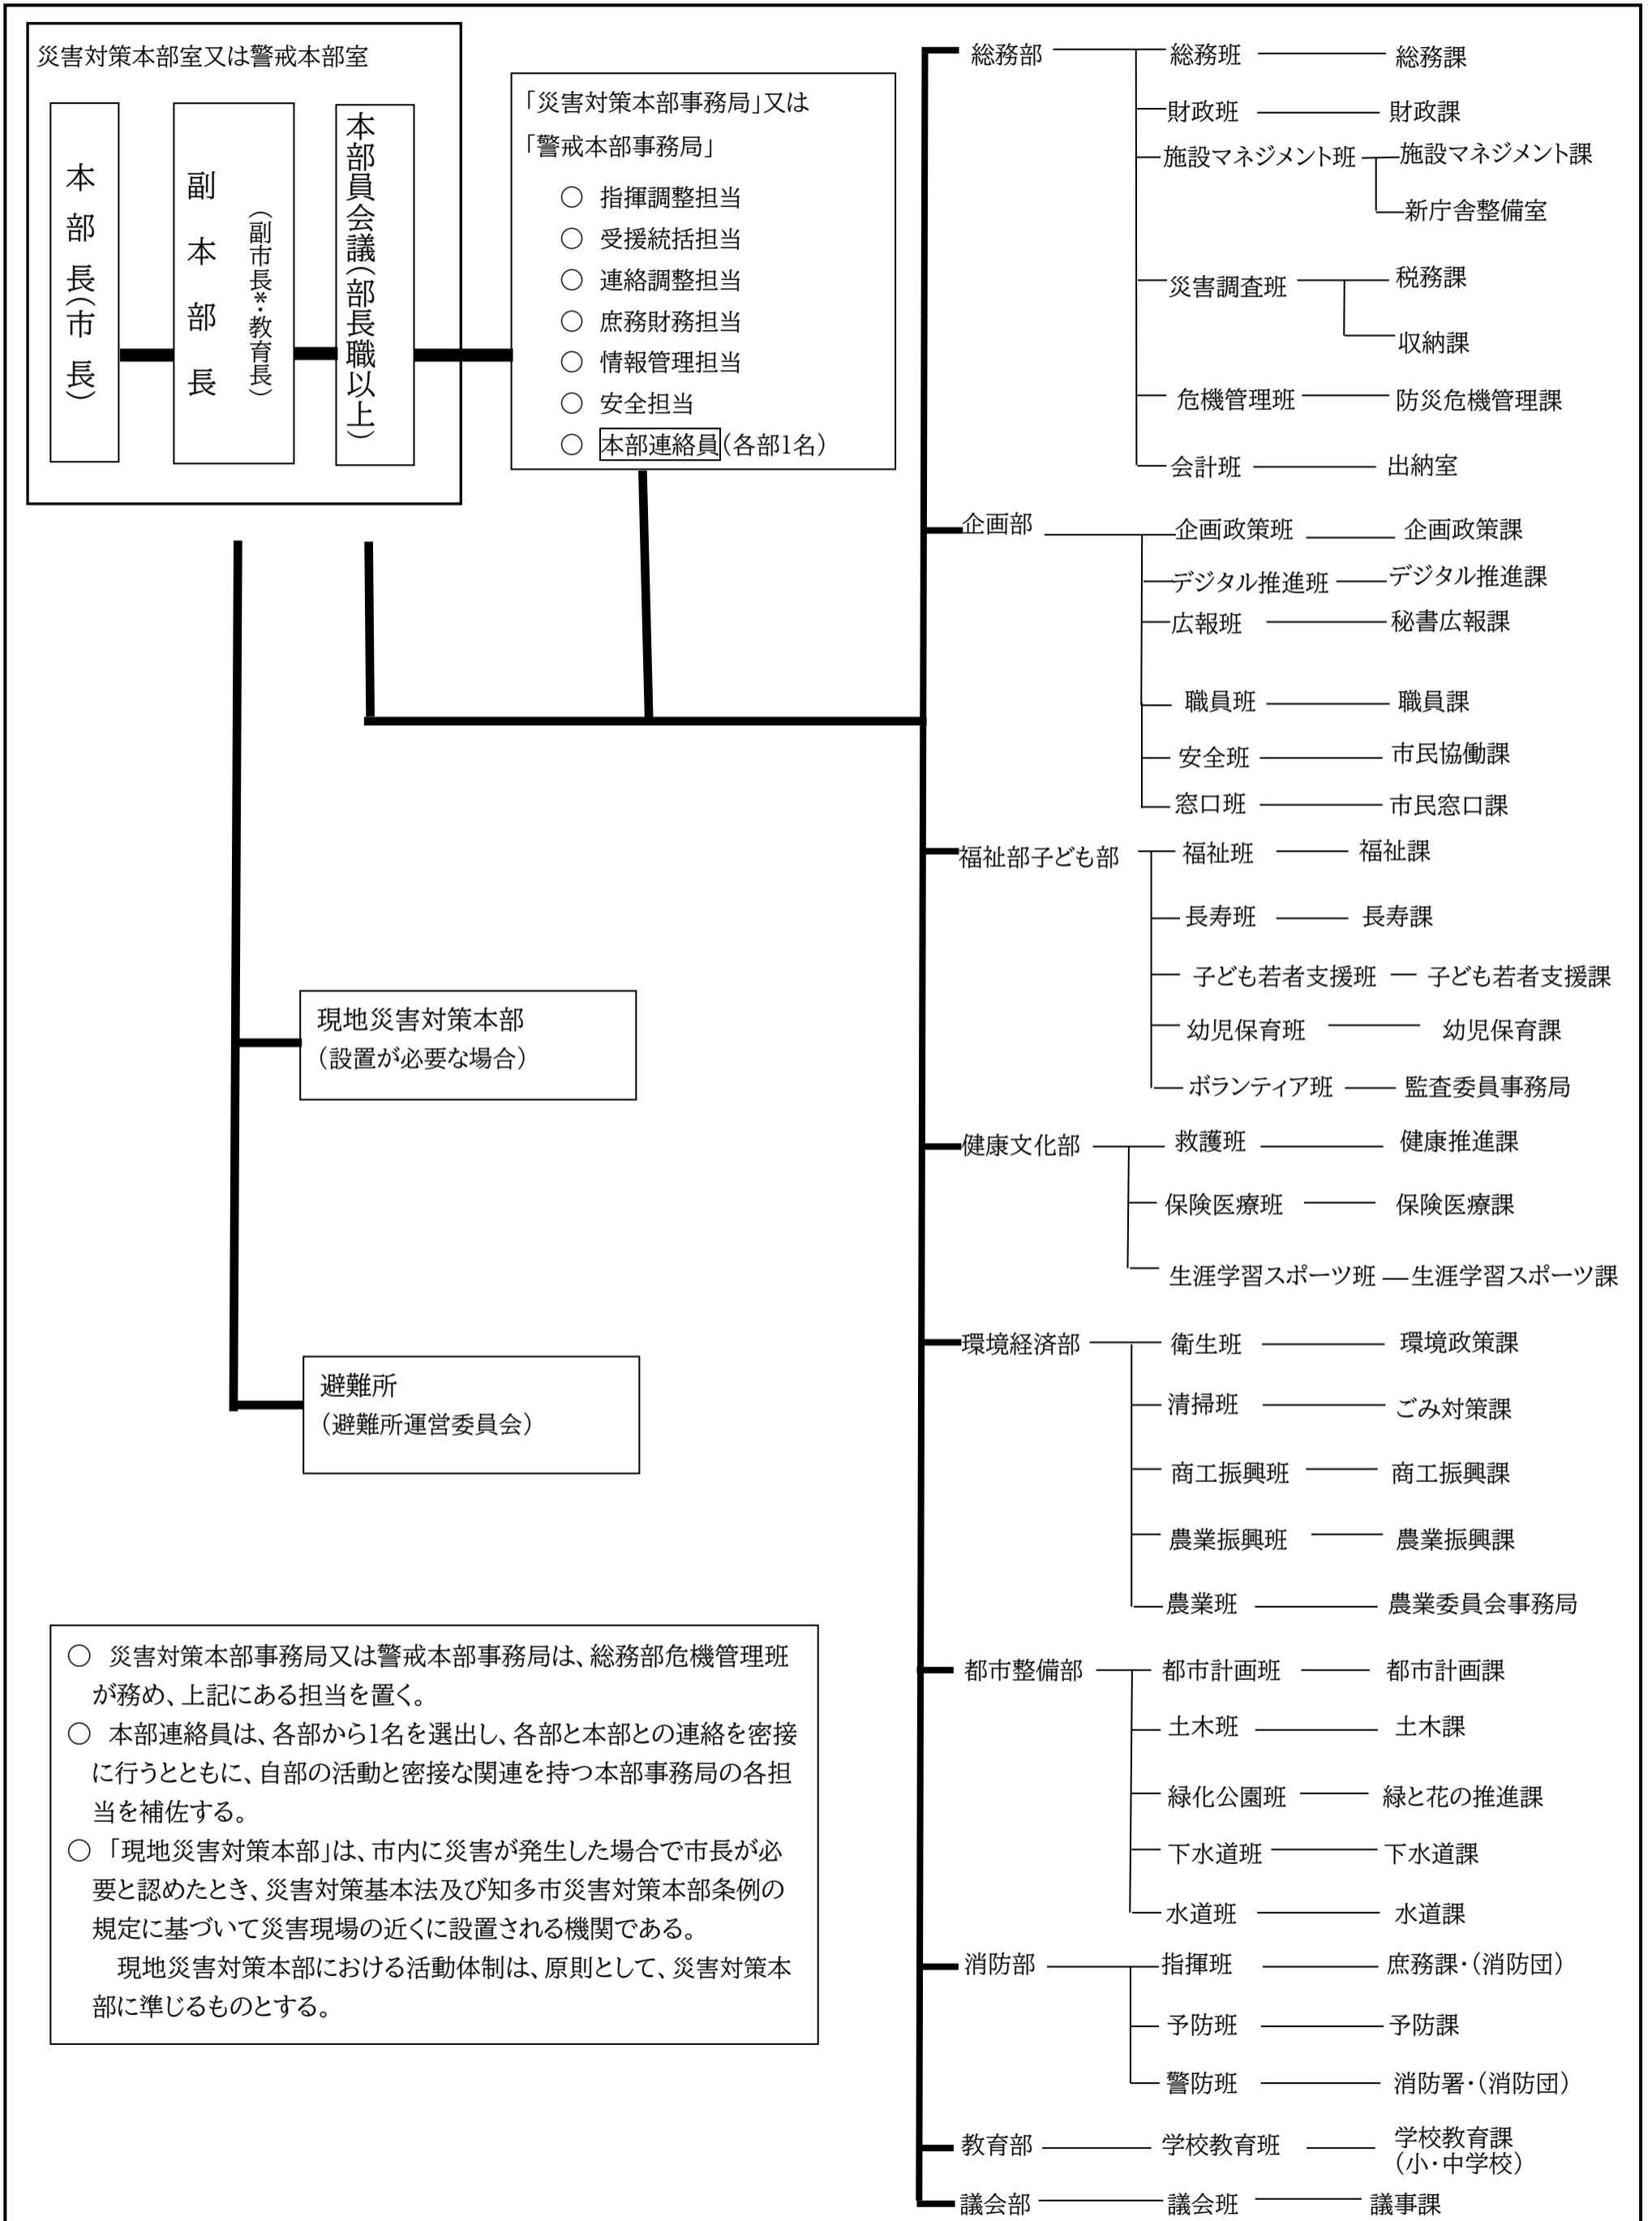 災害対策本部室又は警戒本部室
本部長(市長)
副本部長
(副市長*・教育長)
本部員会議(部長職以上)
「災害対策本部事務局」又は
「警戒本部事務局」
○ 指揮調整担当
○ 受援統括担当
○ 連絡調整担当
○ 庶務財務担当
○ 情報管理担当
○ 安全担当
○ 本部連絡員(各部1名)
現地災害対策本部
(設置が必要な場合)
避難所
(避難所運営委員会)
○ 災害対策本部事務局又は警戒本部事務局は、総務部危機管理班
が務め、上記にある担当を置く。
○ 本部連絡員は、各部から1名を選出し、各部と本部との連絡を密接
に行うとともに、自部の活動と密接な関連を持つ本部事務局の各担
当を補佐する。
○「現地災害対策本部」は、市内に災害が発生した場合で市長が必
要と認めたとき、災害対策基本法及び知多市災害対策本部条例の
規定に基づいて災害現場の近くに設置される機関である。
現地災害対策本部における活動体制は、原則として、災害対策本
部に準じるものとする。
総務部 総務班 総務課
財政班 財政課
施設マネジメント班 施設マネジメント課
新庁舎整備室
災害調査班 税務課
収納課
危機管理班 防災危機管理課
会計班 出納室
企画部 企画政策班 企画政策課
デジタル推進班 デジタル推進課
広報班 秘書広報課
職員班 職員課
安全班 市民協働課
窓口班 市民窓口課
福祉部子ども部 福祉班 福祉課
長寿班 長寿課
子ども若者支援班 子ども若者支援課
幼児保育班 幼児保育課
ボランティア班 監査委員事務局
健康文化部 救護班 健康推進課
保険医療班 保険医療課
生涯学習スポーツ班 生涯学習スポーツ課
環境経済部 衛生班 環境政策課
清掃班 ごみ対策課
商工振興班 商工振興課
農業振興班 農業振興課
農業班 農業委員会事務局
都市整備部 都市計画班 都市計画課
土木班 土木課
緑化公園班 緑と花の推進課
下水道班 下水道課
水道班 水道課
消防部 指揮班 庶務課・(消防団)
予防班 予防課
警防班 消防署・(消防団)
教育部 学校教育班 学校教育課
(小・中学校)
議会部 議会班 議事課